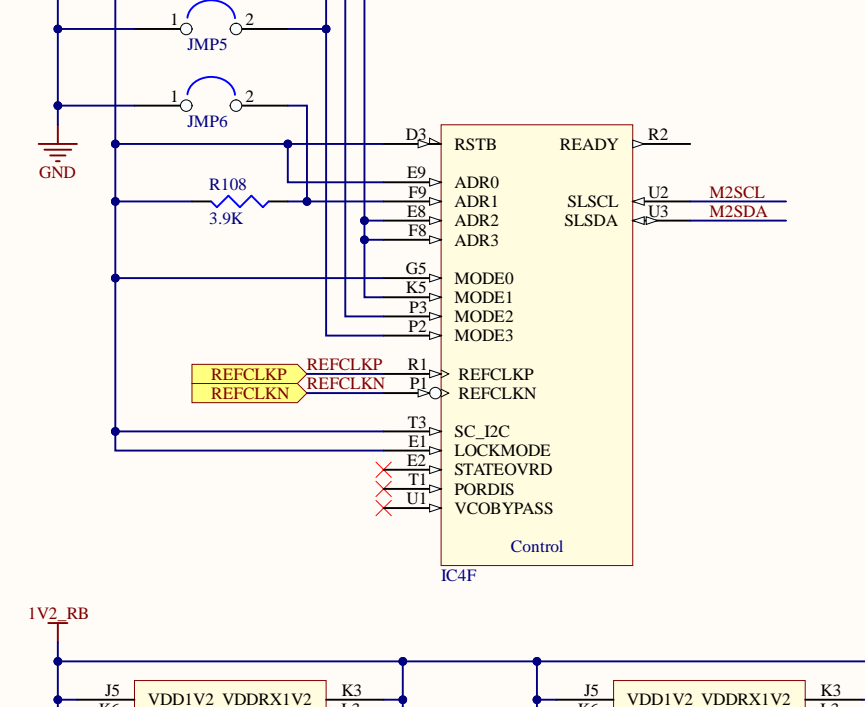 1 2
JMP5
1 2
JMP6
GND
D3 RSTB READY R2
E9 ADR0
R108
F9 ADR1 SLSCL U2 M2SCL
3.9K
E8 ADR2 SLSDA U3 M2SDA
F8 ADR3
G5 MODE0
K5 MODE1
P3 MODE2
P2 MODE3
REFCLKP REFCLKP R1 REFCLKP
REFCLKN REFCLKN P1 REFCLKN
T3 SC_I2C
E1 LOCKMODE
E2 STATEOVRD
T1 PORDIS
U1 VCOBYPASS
Control
IC4F
1V2_RB
J5 VDD1V2 VDDRX1V2 K3 J5 VDD1V2 VDDRX1V2 K3